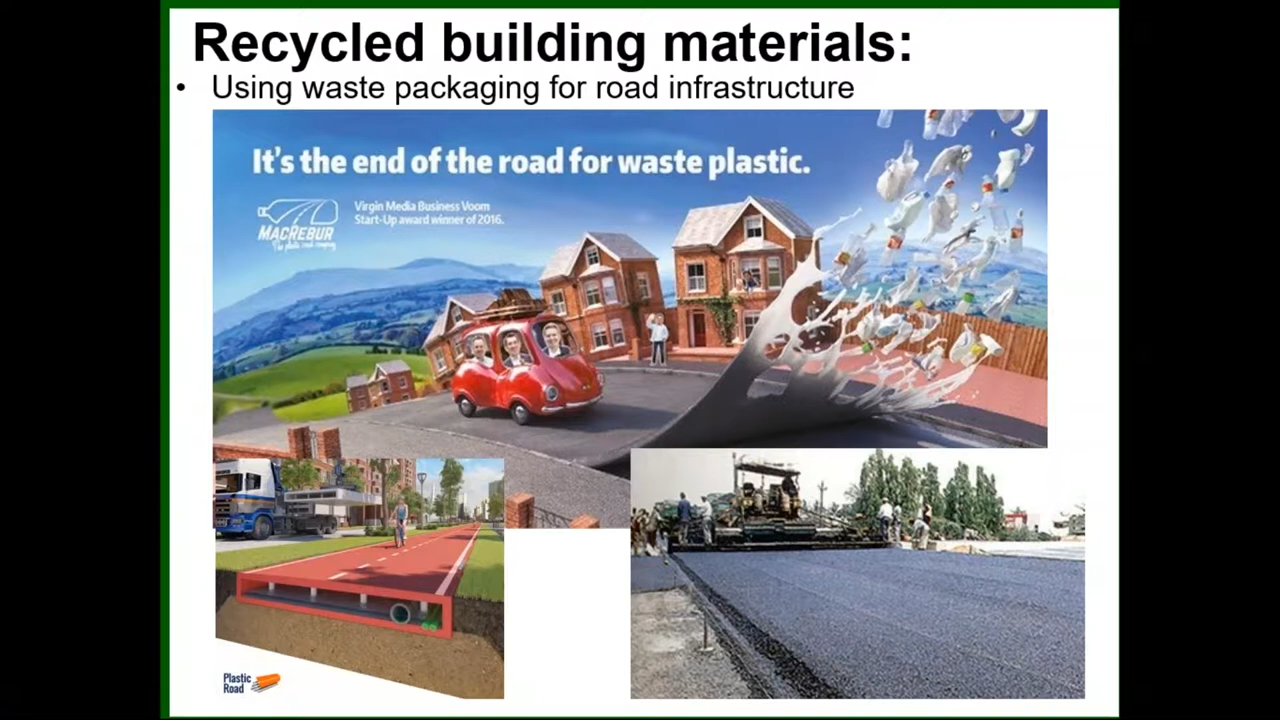 Recycled building materials:
• Using waste packaging for road infrastructure
It's the end of the road for waste plastic.
Virgin Media Business Voom
Start-Up award winner of 2016.
MACREBUR
The plastic road company
Plastic
Road